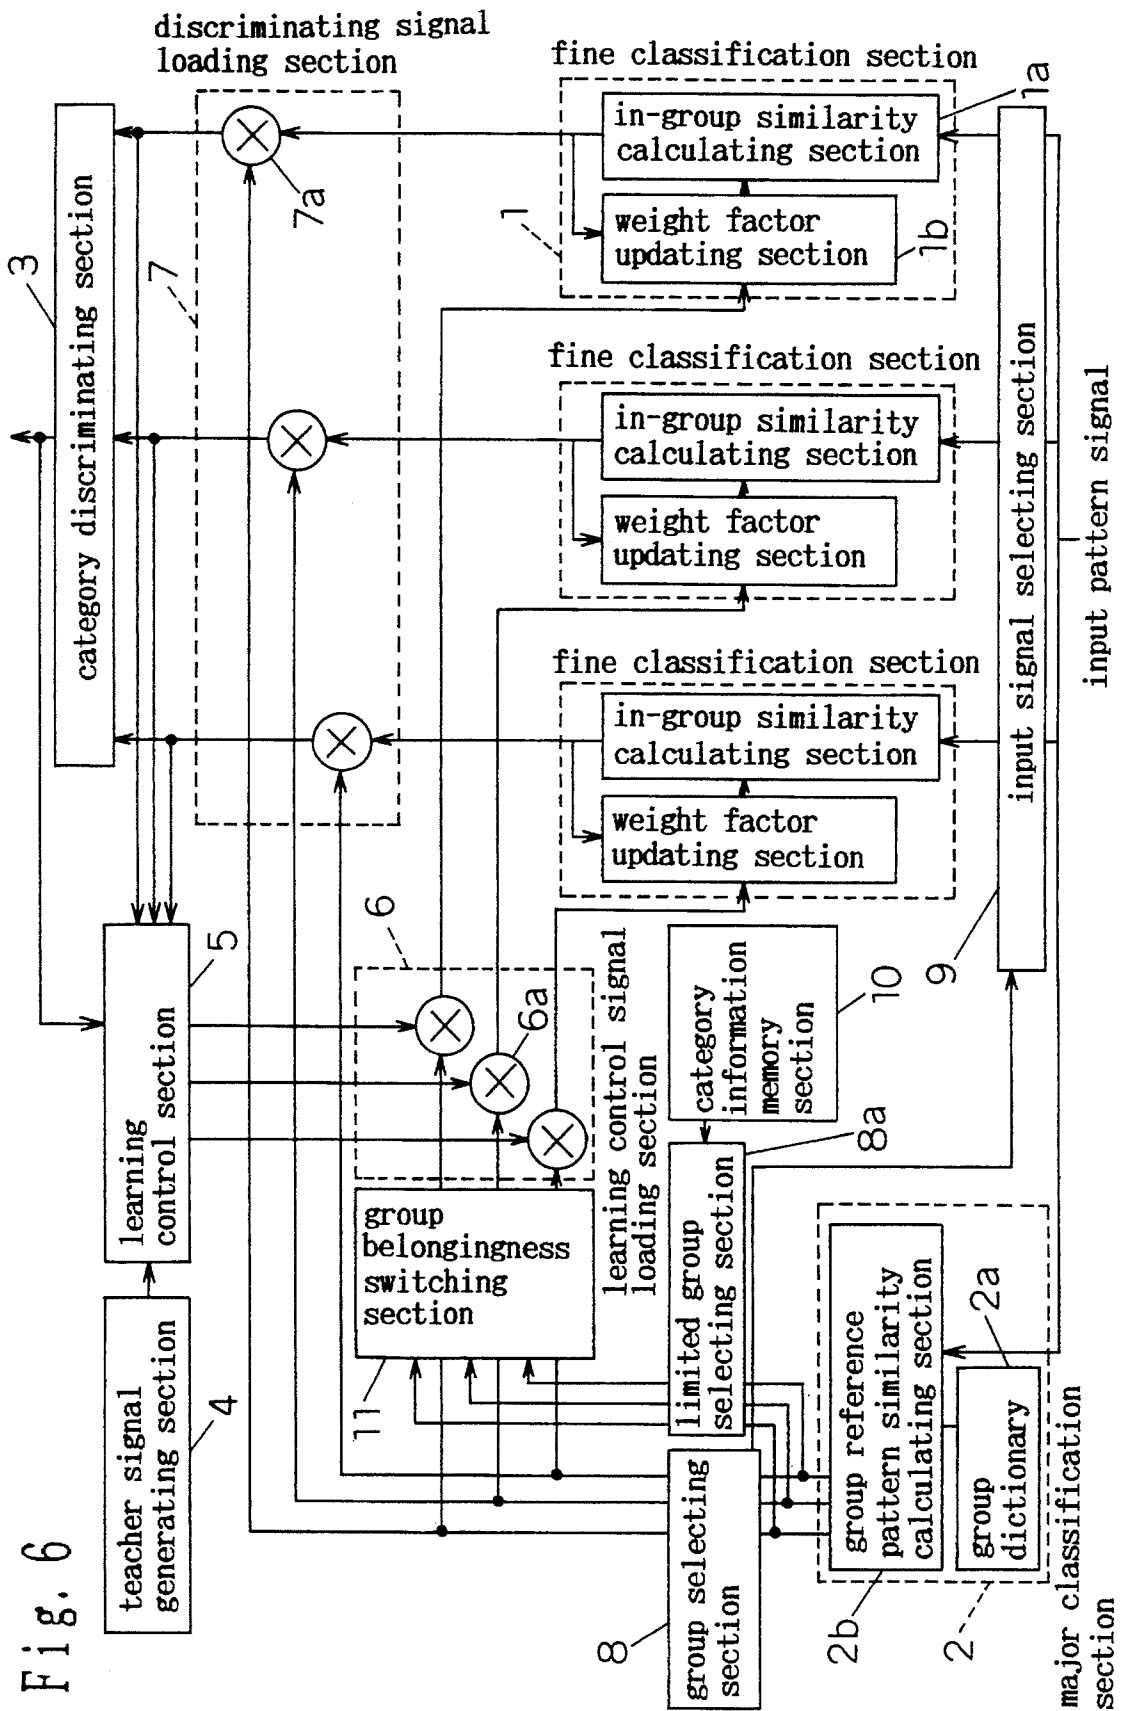 Fig. 6
discriminating signal
loading section
3
category discriminating section
7
7a
fine classification section
in-group similarity
calculating section
1a
1
weight factor
updating section
1b
fine classification section
in-group similarity
calculating section
weight factor
updating section
fine classification section
in-group similarity
calculating section
weight factor
updating section
input signal selecting section
9
input pattern signal
teacher signal
generating section
4
learning
control section
5
6
6a
learning control signal
loading section
group
belongingness
switching
section
11
category
information
memory
section
10
limited group
selecting section
8a
group selecting
section
8
group reference
pattern similarity
calculating section
2b
group
dictionary
2a
2
major classification
section